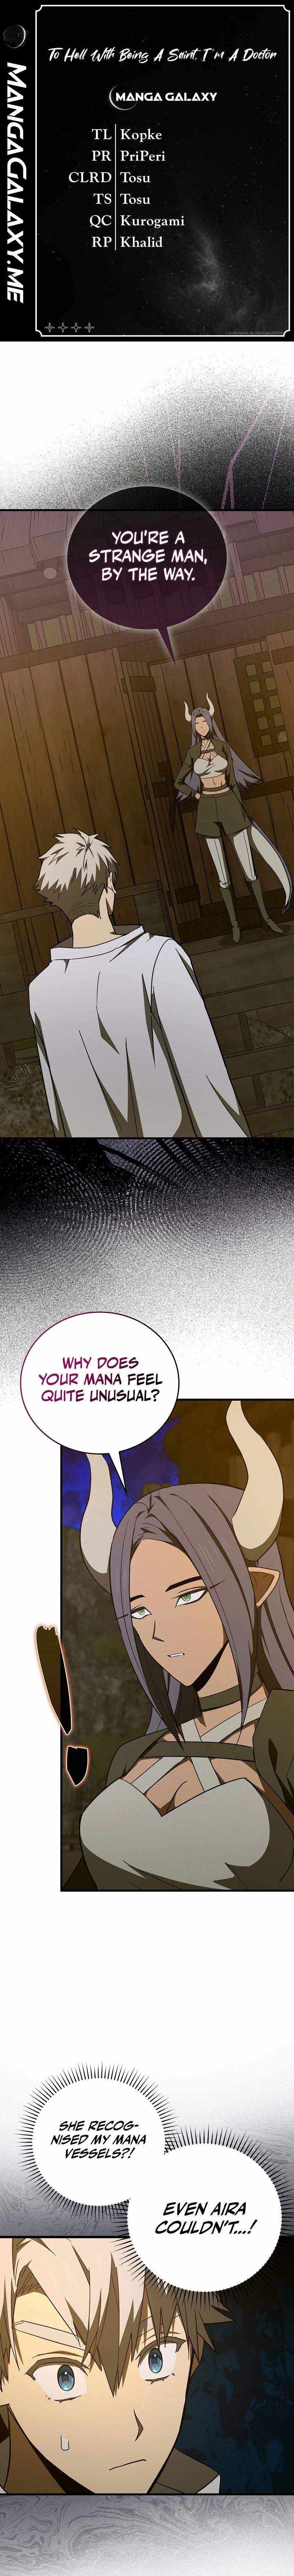 To Hell With Being A Saint, I'm A Doctor
MANGA GALAXY
TL Kopke
PR PriPeri
CLRD Tosu
TS Tosu
QC Kurogami
RP Khalid
MANGAGALAXY.ME
YOU'RE A
STRANGE MAN,
BY THE WAY.
WHY DOES
YOUR MANA FEEL
QUITE UNUSUAL?
SHE RECOG-
NISED MY MANA
VESSELS?!
EVEN AIRA
COULDN'T...!